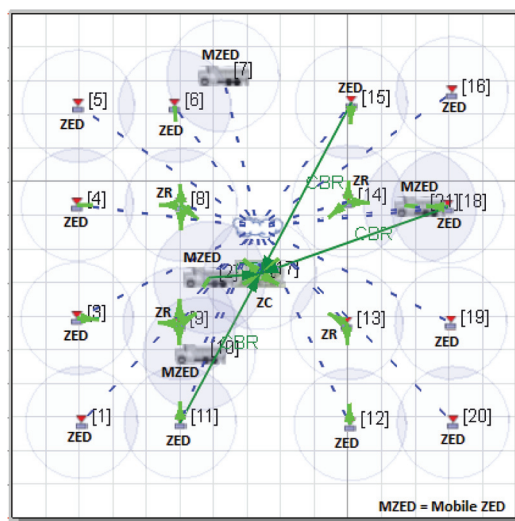 MZED
[7]
[5]
ZED
[6]
ZED
ZED
[15]
[16]
ZED
[4]
ZED
ZR
[8]
CBR
ZR
[14]
MZED
[18]
ZED
CBR
MZED
[17]
ZC
[3]
ZED
ZR
[9]
ZR
[13]
[19]
ZED
[10]
CBR
MZED
[1]
ZED
[11]
ZED
[12]
ZED
[20]
ZED
MZED = Mobile ZED